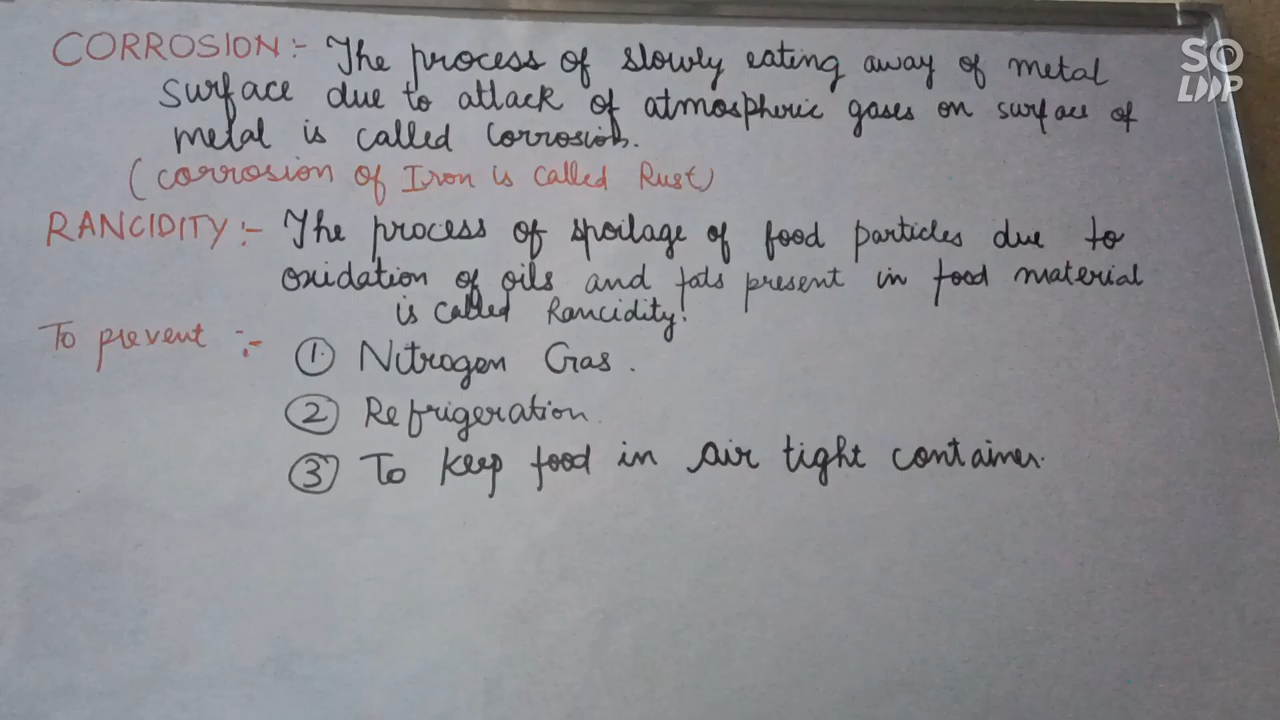 CORROSION :- The process of slowly eating away of metal
surface due to attack of atmospheric gases on surface of
metal is called corrosion.
(corrosion of Iron is called Rust)
RANCIDITY :- The process of spoilage of food particles due to
oxidation of oils and fats present in food material
is called Rancidity.
To prevent :-
① Nitrogen Gas.
② Refrigeration.
③ To keep food in air tight container.
SO
LOOP